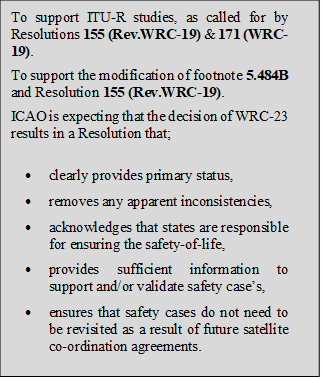 To support ITU-R studies, as called for by
Resolutions 155 (Rev.WRC-19) & 171 (WRC-
19).
To support the modification of footnote 5.484B
and Resolution 155 (Rev.WRC-19).
ICAO is expecting that the decision of WRC-23
results in a Resolution that;
• clearly provides primary status,
• removes any apparent inconsistencies,
• acknowledges that states are responsible
for ensuring the safety-of-life,
• provides sufficient information to
support and/or validate safety case’s,
• ensures that safety cases do not need to
be revisited as a result of future satellite
co-ordination agreements.